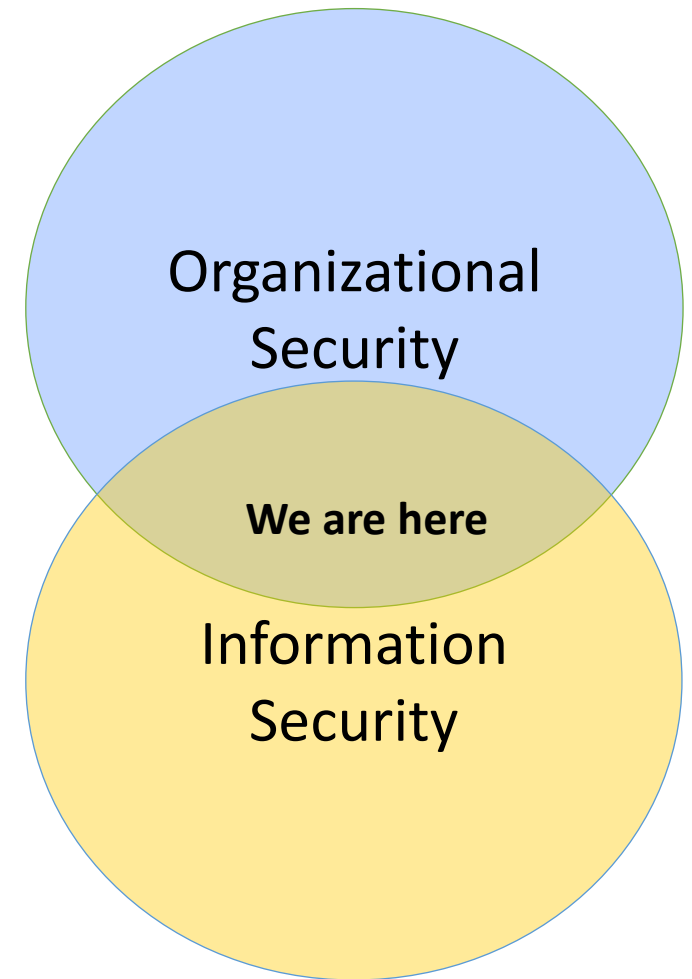 Organizational
Security
We are here
Information
Security